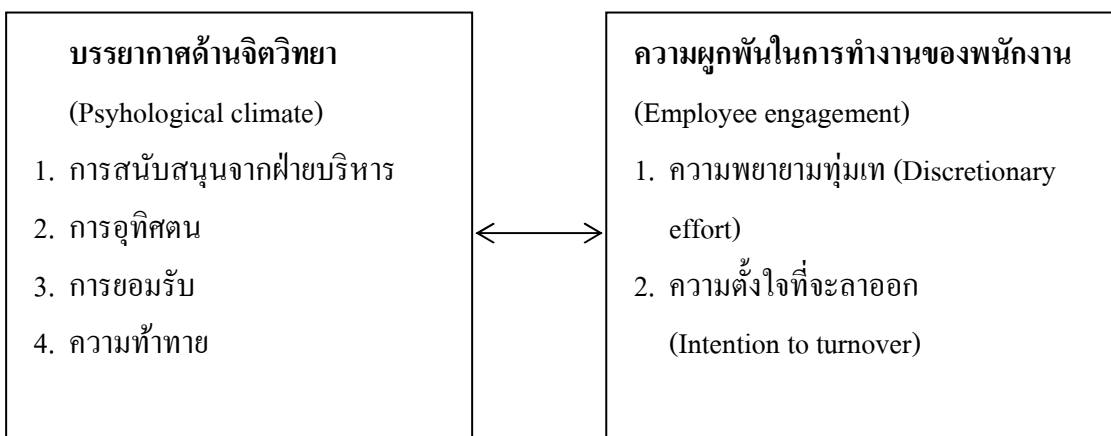 บรรยากาศด้านจิตวิทยา
(Psyhological climate)
1. การสนับสนุนจากฝ่ายบริหาร
2. การอุทิศตน
3. การยอมรับ
4. ความท้าทาย
ความผูกพันในการทำงานของพนักงาน
(Employee engagement)
1. ความพยายามทุ่มเท (Discretionary
effort)
2. ความตั้งใจที่จะลาออก
(Intention to turnover)